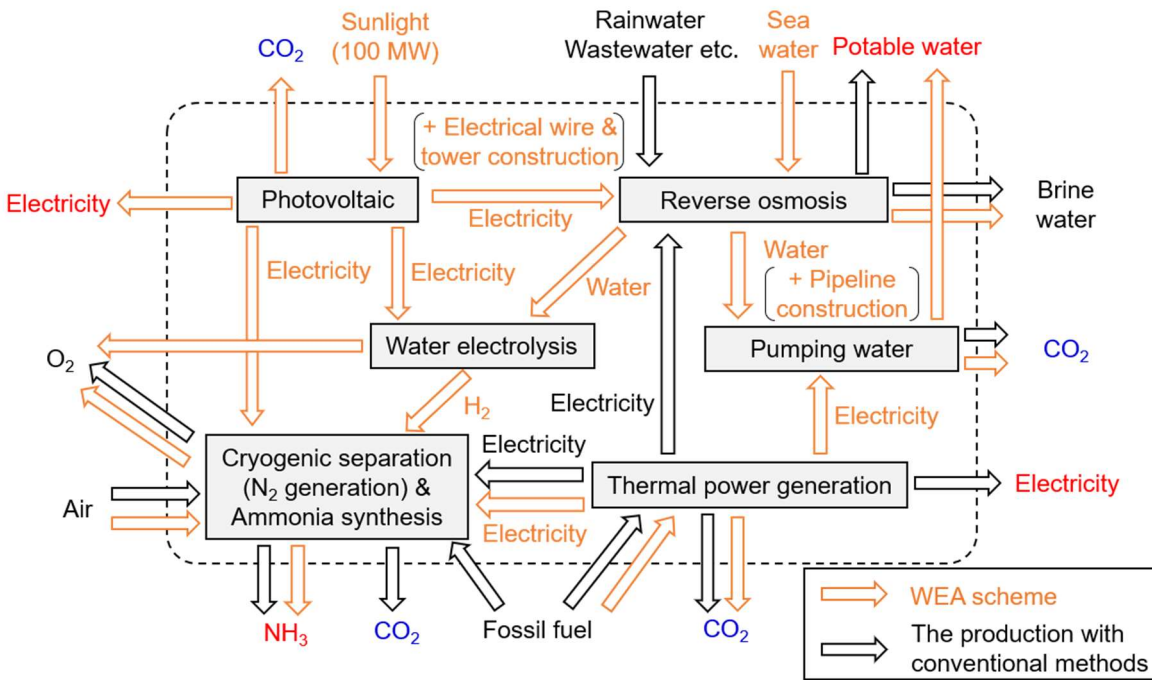 CO₂
Sunlight
(100 MW)
Rainwater
Wastewater etc.
Sea
water
Potable water
+ Electrical wire &
tower construction
Electricity
Photovoltaic
Electricity
Reverse osmosis
Brine
water
Electricity
Electricity
Water
Water
+ Pipeline
construction
O₂
Water electrolysis
Pumping water
CO₂
H₂
Electricity
Electricity
Electricity
Cryogenic separation
(N₂ generation) &
Ammonia synthesis
Thermal power generation
Electricity
Air
Electricity
NH₃
CO₂
Fossil fuel
CO₂
WEA scheme
The production with
conventional methods